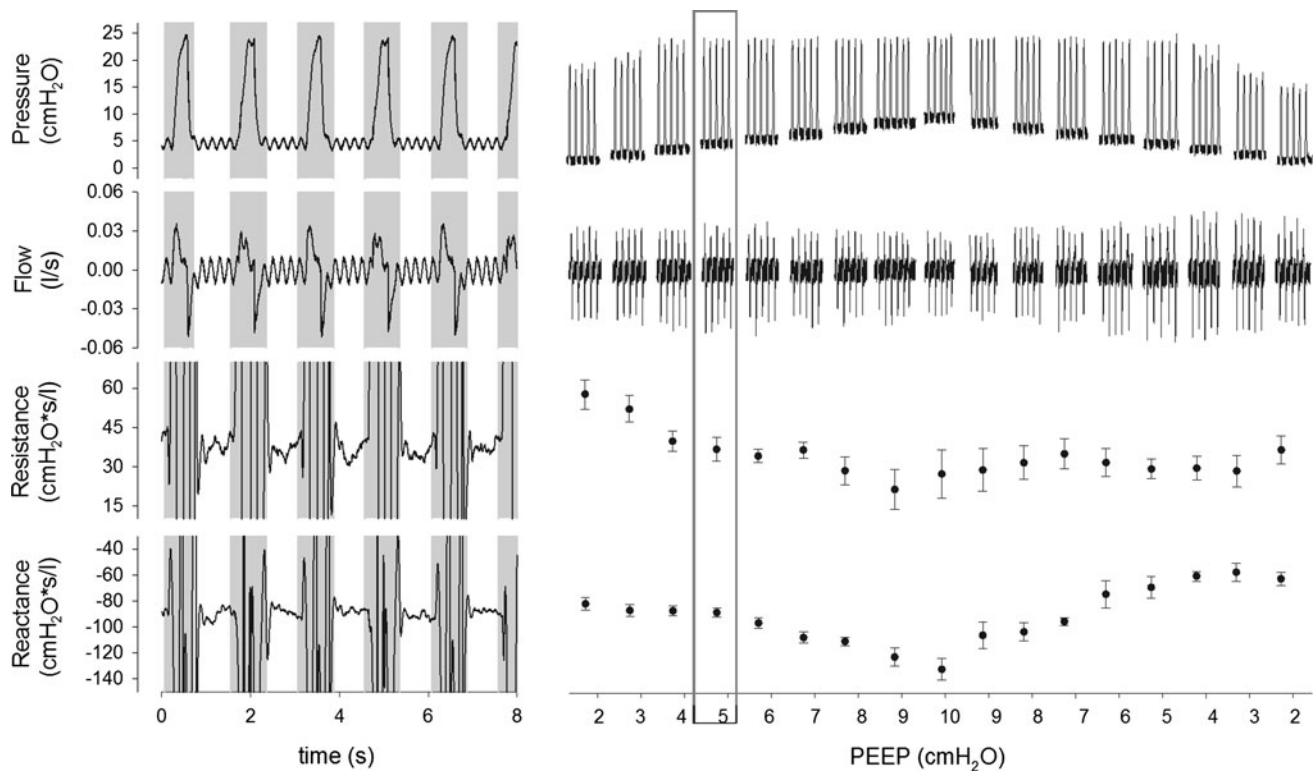 Pressure
(cmH₂O)
25
20
15
10
5
0
Flow
(l/s)
0.06
0.03
0.00
-0.03
-0.06
Resistance
(cmH₂O*s/l)
60
45
30
15
Reactance
(cmH₂O*s/l)
-40
-60
-80
-100
-120
-140
0 2 4 6 8
time (s)
2 3 4 5 6 7 8 9 10 9 8 7 6 5 4 3 2
PEEP (cmH₂O)